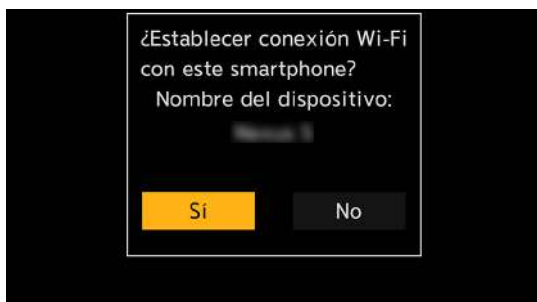 ¿Establecer conexión Wi-Fi
con este smartphone?
Nombre del dispositivo:
Sí
No